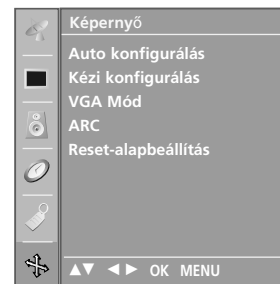 Képernyő
Auto konfigurálás
Kézi konfigurálás
VGA Mód
ARC
Reset-alapbeállítás
▲▼ ◄► OK MENU